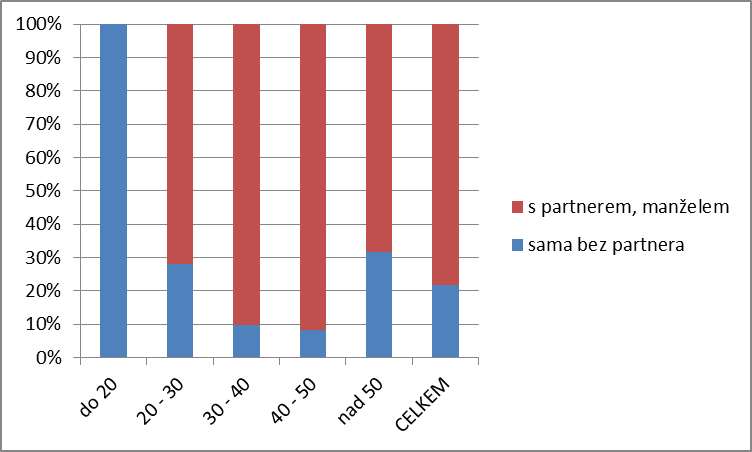 100%
90%
80%
70%
60%
50%
40%
30%
20%
10%
0%
do 20
20 - 30
30 - 40
40 - 50
nad 50
CELKEM
s partnerem, manželem
sama bez partnera